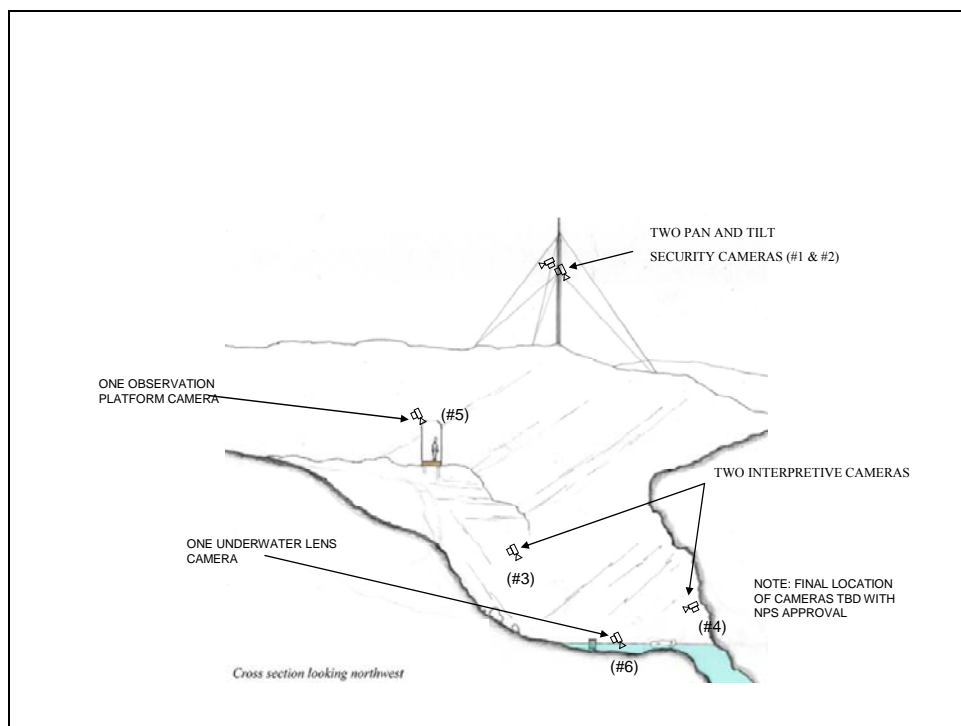 TWO PAN AND TILT
SECURITY CAMERAS (#1 & #2)
ONE OBSERVATION
PLATFORM CAMERA
(#5)
TWO INTERPRETIVE CAMERAS
ONE UNDERWATER LENS
CAMERA
(#3)
NOTE: FINAL LOCATION
OF CAMERAS TBD WITH
NPS APPROVAL
(#4)
(#6)
Cross section looking northwest